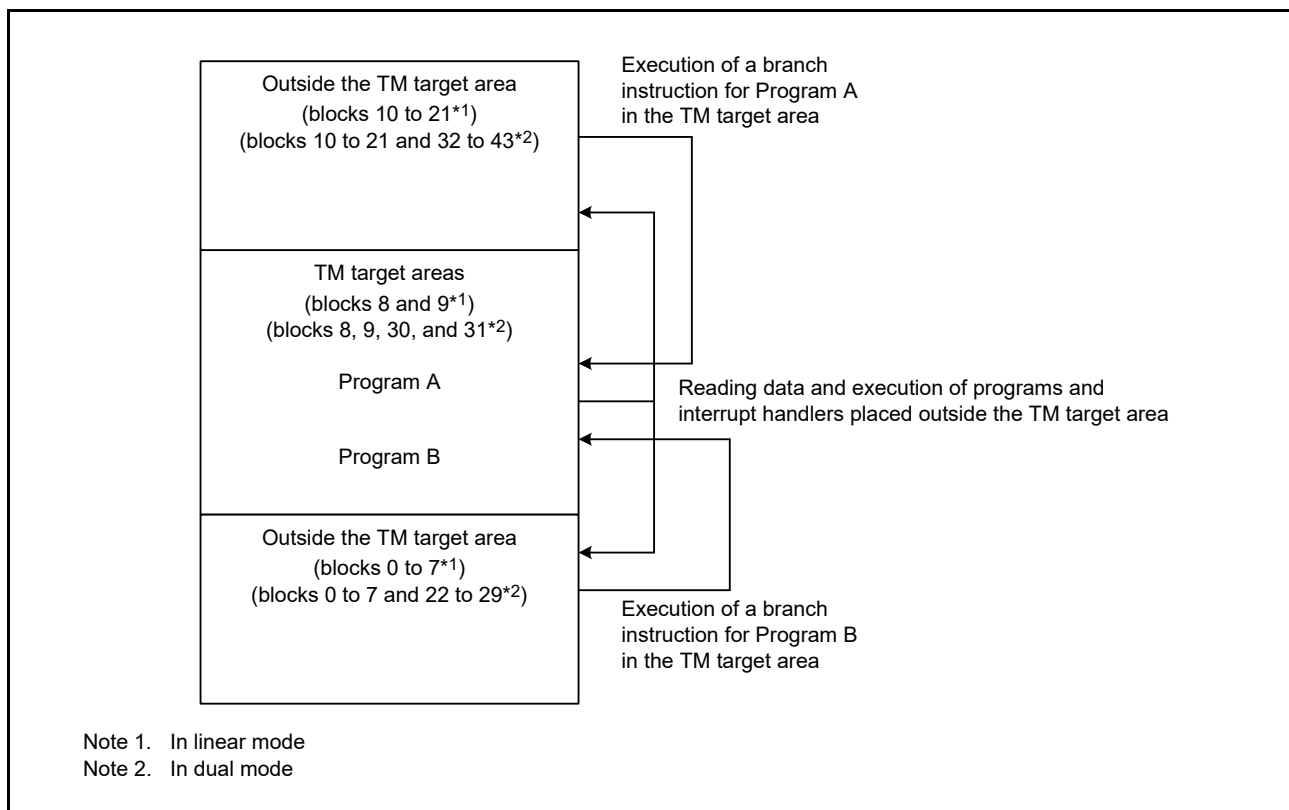 Outside the TM target area
(blocks 10 to 21*1)
(blocks 10 to 21 and 32 to 43*2)
Execution of a branch
instruction for Program A
in the TM target area
TM target areas
(blocks 8 and 9*1)
(blocks 8, 9, 30, and 31*2)
Program A
Program B
Reading data and execution of programs and
interrupt handlers placed outside the TM target area
Outside the TM target area
(blocks 0 to 7*1)
(blocks 0 to 7 and 22 to 29*2)
Execution of a branch
instruction for Program B
in the TM target area
Note 1. In linear mode
Note 2. In dual mode